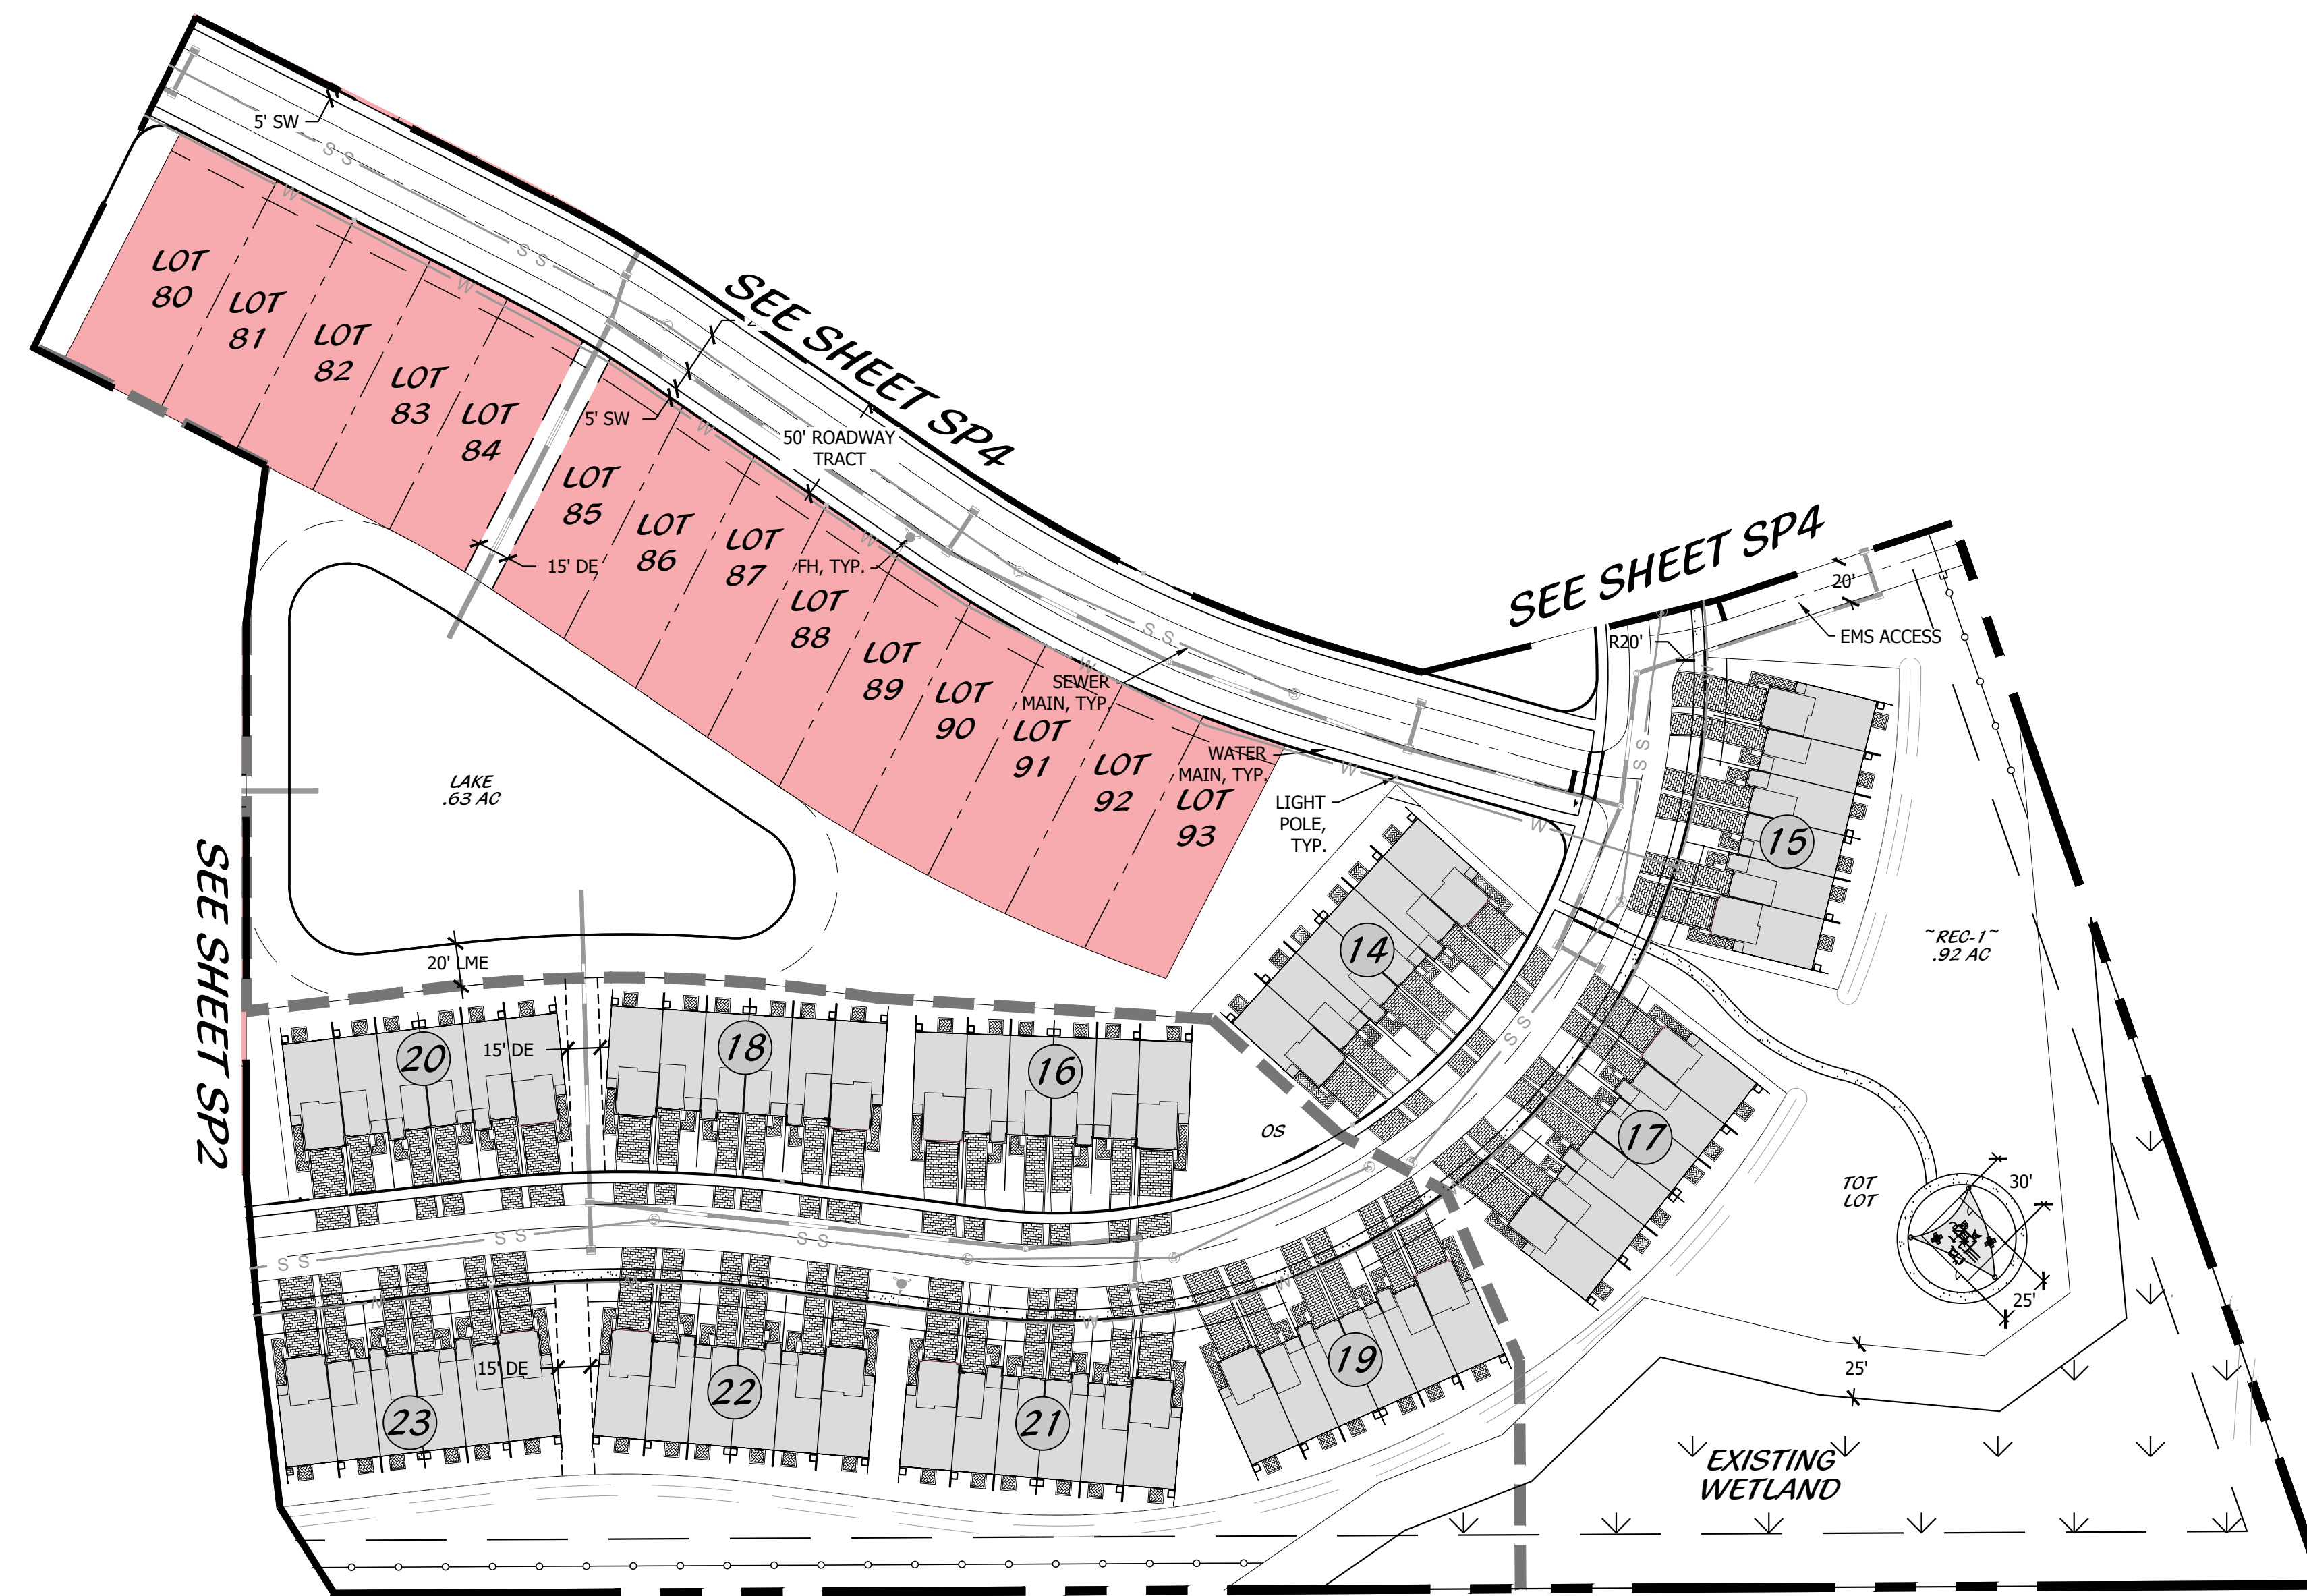 5' SW
S S
W
LOT
80
LOT
81
LOT
82
LOT
83
LOT
84
S S
W
SEE SHEET SP4
5' SW
W
50' ROADWAY
TRACT
LOT
85
LOT
86
LOT
87
15' DE
FH, TYP.
W
LOT
88
LOT
89
LOT
90
LOT
91
LOT
92
LOT
93
S S
W
SEWER
MAIN, TYP.
WATER
MAIN, TYP.
W
LIGHT
POLE,
TYP.
W
SEE SHEET SP4
20'
R20'
EMS ACCESS
S S
15
LAKE
.63 AC
SEE SHEET SP2
20' LME
14
~REC-1~
.92 AC
20
15' DE
18
16
S S
OS
17
TOT
LOT
30'
25'
S S
S S
S S
W
W
23
15' DE
22
21
19
25'
EXISTING
WETLAND